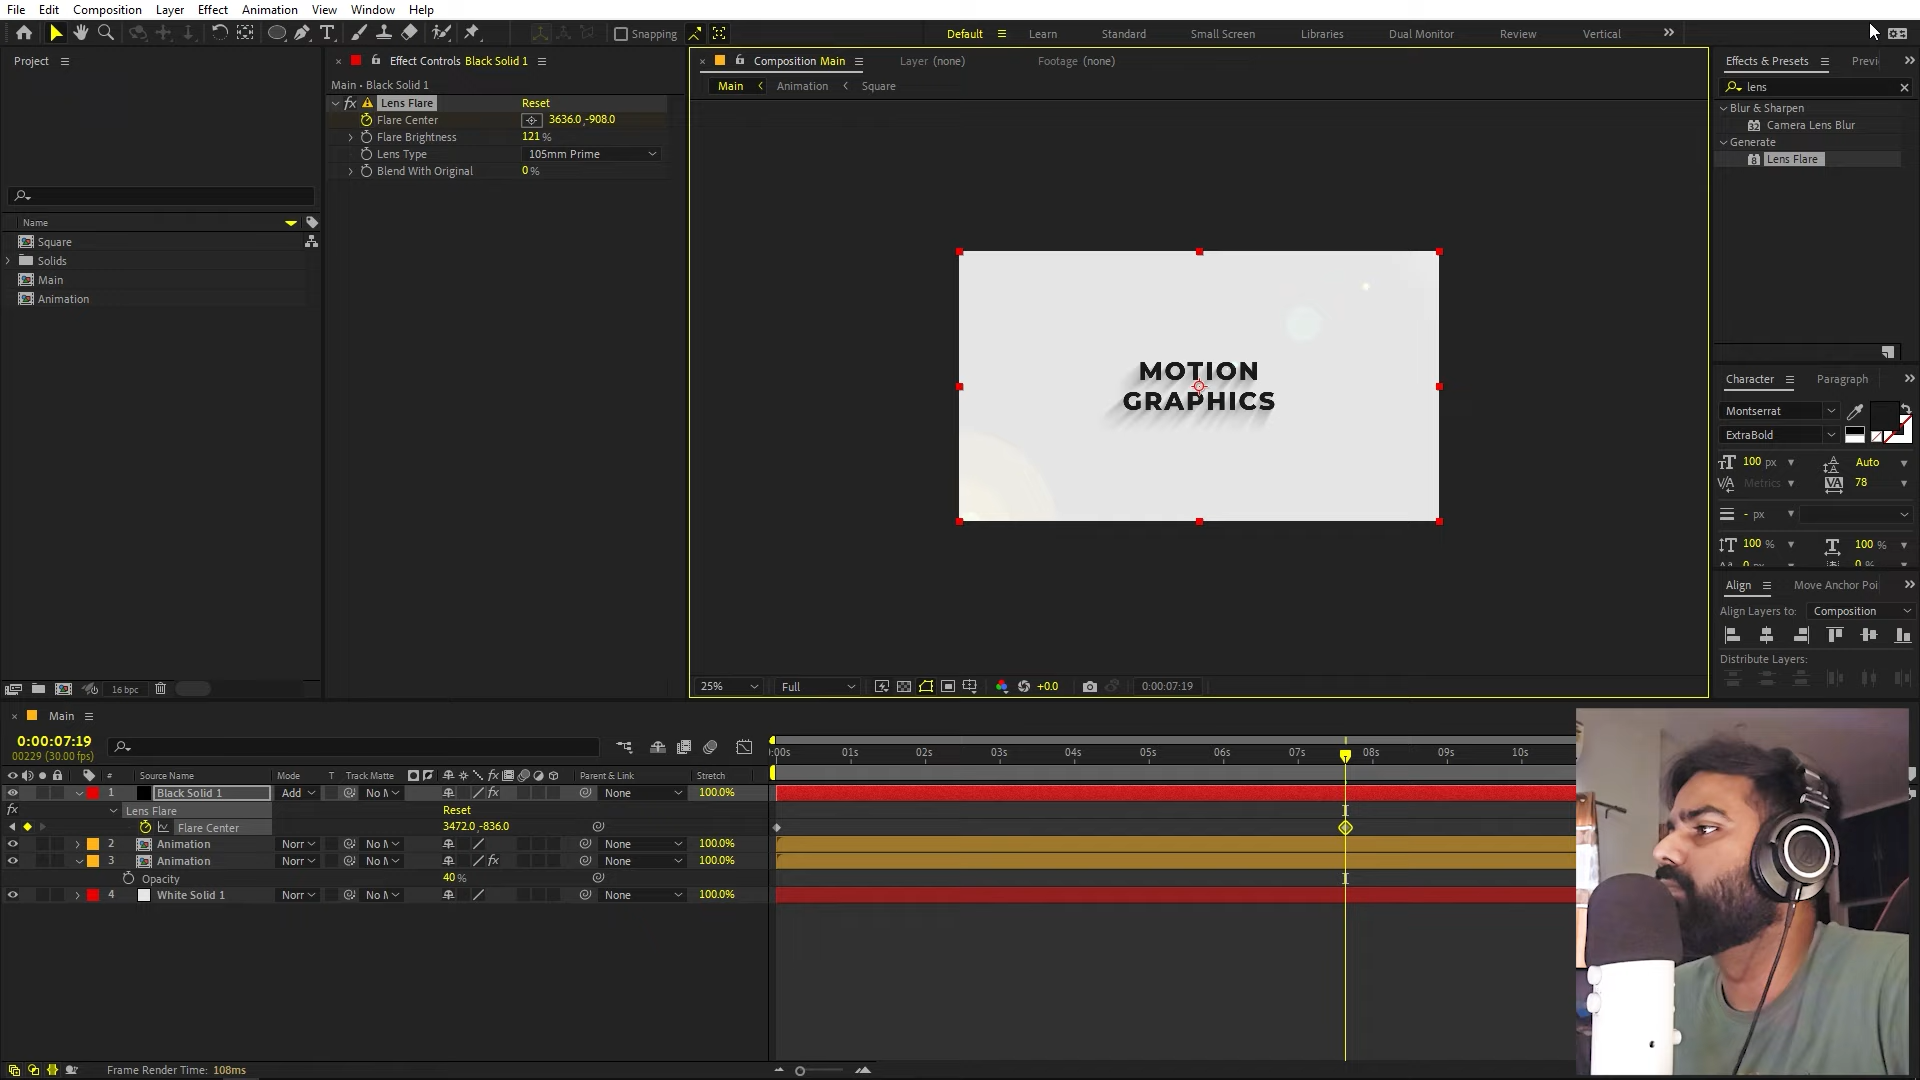 File Edit Composition Layer Effect Animation View Window Help
Snapping
Default Learn Standard Small Screen Libraries Dual Monitor Review Vertical
Project
Effect Controls Black Solid 1
Main • Black Solid 1
fx Lens Flare Reset
Flare Center 3636.0,-908.0
Flare Brightness 121 %
Lens Type 105mm Prime
Blend With Original 0 %
Name
Square
Solids
Main
Animation
16 bpc
Composition Main Layer (none) Footage (none)
Main Animation Square
MOTION
GRAPHICS
25% Full +0.0 0:00:07:19
Effects & Presets Previ
lens
Blur & Sharpen
Camera Lens Blur
Generate
Lens Flare
Character Paragraph
Montserrat
ExtraBold
100 px Auto
Metrics 78
- px
100 % 100 %
Align Move Anchor Poi
Align Layers to: Composition
Distribute Layers:
Main
0:00:07:19
00229 (30.00 fps)
:00s 01s 02s 03s 04s 05s 06s 07s 08s 09s 10s
# Source Name Mode T Track Matte Parent & Link Stretch
1 Black Solid 1 Add No M None 100.0%
Lens Flare Reset
Flare Center 3472.0,-836.0
2 Animation Norr No M None 100.0%
3 Animation Norr No M None 100.0%
Opacity 40 %
4 White Solid 1 Norr No M None 100.0%
Frame Render Time: 108ms